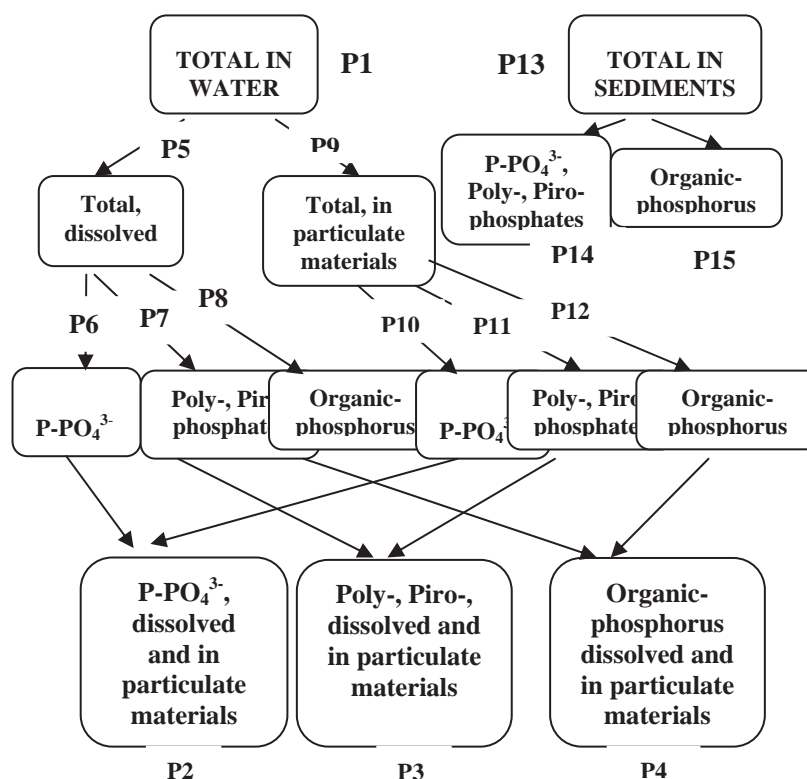 TOTAL IN
WATER
P1
P13
TOTAL IN
SEDIMENTS
P5
P9
P-PO₄³⁻,
Poly-, Piro-
phosphates
Organic-
phosphorus
Total,
dissolved
Total, in
particulate
materials
P14
P15
P6
P7
P8
P10
P11
P12
P-PO₄³⁻
Poly-,
Organic-
phosphorus
P-PO₄³⁻
Poly-,
Organic-
phosphorus
P-PO₄³⁻,
dissolved
and in
particulate
materials
Poly-, Piro-,
dissolved and
in particulate
materials
Organic-
phosphorus
dissolved and
in particulate
materials
P2
P3
P4